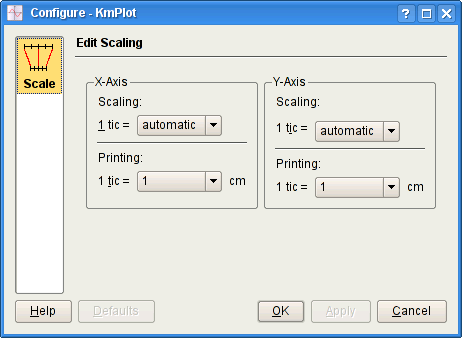 Configure - KmPlot
Scale
Edit Scaling
X-Axis
Scaling:
1 tic = automatic
Printing:
1 tic = 1 cm
Y-Axis
Scaling:
1 tic = automatic
Printing:
1 tic = 1 cm
Help Defaults OK Apply Cancel